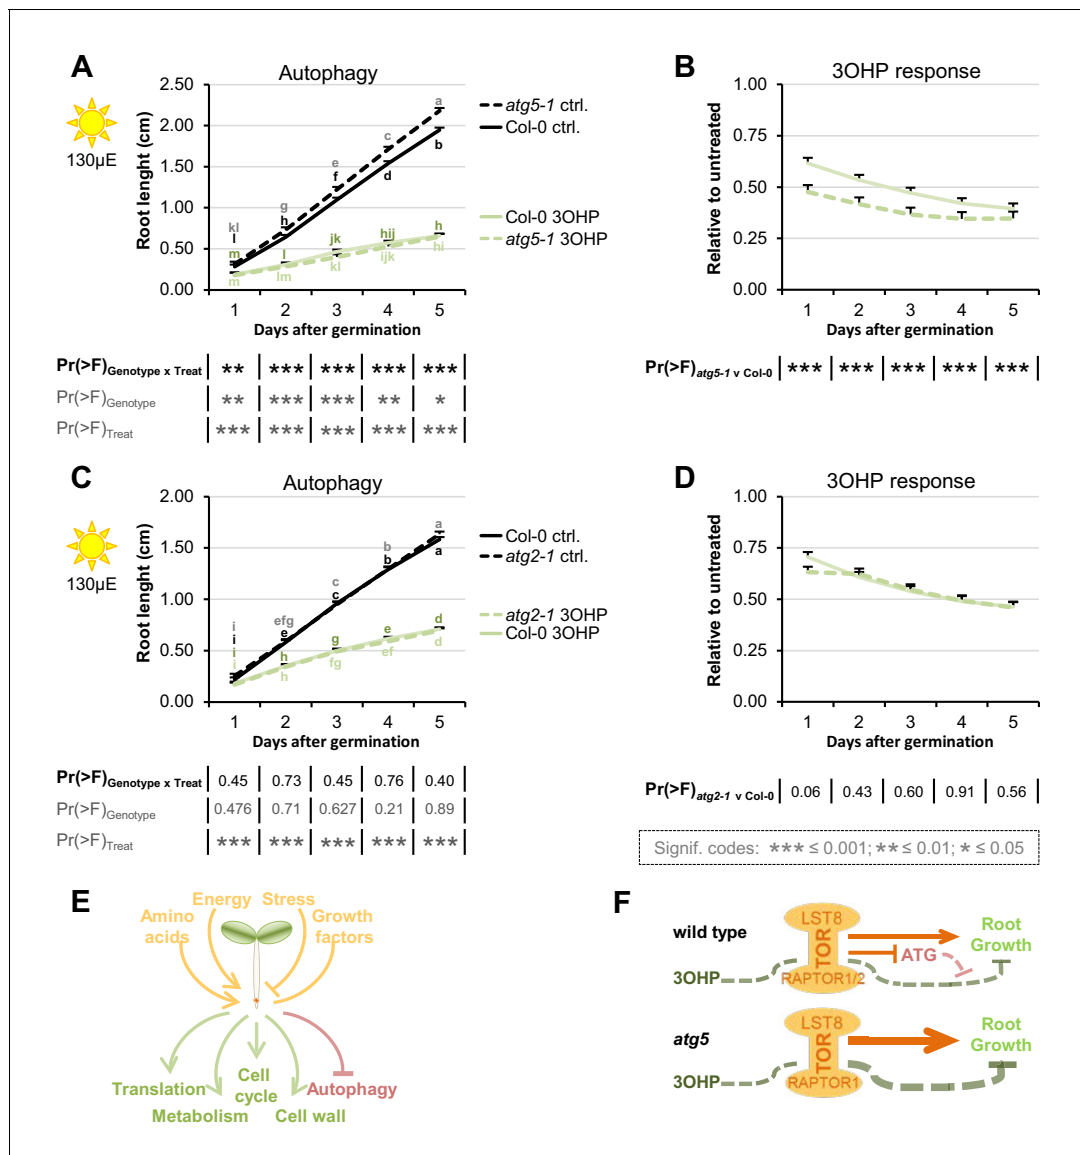 A
Autophagy
130µE
Root lenght (cm)
2.50
2.00
1.50
1.00
0.50
0.00
a
b
c
d
e
f
g
h
kl
l
m
m
l
lm
jk
kl
hij
ijk
h
hi
1 2 3 4 5
Days after germination
atg5-1 ctrl.
Col-0 ctrl.
Col-0 3OHP
atg5-1 3OHP
Pr(>F)Genotype x Treat ** *** *** *** ***
Pr(>F)Genotype ** *** *** ** *
Pr(>F)Treat *** *** *** *** ***
B
3OHP response
Relative to untreated
1.00
0.75
0.50
0.25
0.00
1 2 3 4 5
Days after germination
Pr(>F)atg5-1 v Col-0 *** *** *** *** ***
C
Autophagy
130µE
Root lenght (cm)
2.00
1.50
1.00
0.50
0.00
a
a
b
b
c
c
efg
e
i
i
i
i
h
h
g
fg
e
ef
d
d
1 2 3 4 5
Days after germination
Col-0 ctrl.
atg2-1 ctrl.
atg2-1 3OHP
Col-0 3OHP
Pr(>F)Genotype x Treat 0.45 0.73 0.45 0.76 0.40
Pr(>F)Genotype 0.476 0.71 0.627 0.21 0.89
Pr(>F)Treat *** *** *** *** ***
D
3OHP response
Relative to untreated
1.00
0.75
0.50
0.25
0.00
1 2 3 4 5
Days after germination
Pr(>F)atg2-1 v Col-0 0.06 0.43 0.60 0.91 0.56
Signif. codes: *** ≤ 0.001; ** ≤ 0.01; * ≤ 0.05
E
Energy Stress
Amino acids
Growth factors
Translation
Metabolism
Cell cycle
Cell wall
Autophagy
F
wild type
LST8
TOR
RAPTOR1/2
3OHP
ATG
Root Growth
atg5
LST8
TOR
RAPTOR1
3OHP
Root Growth